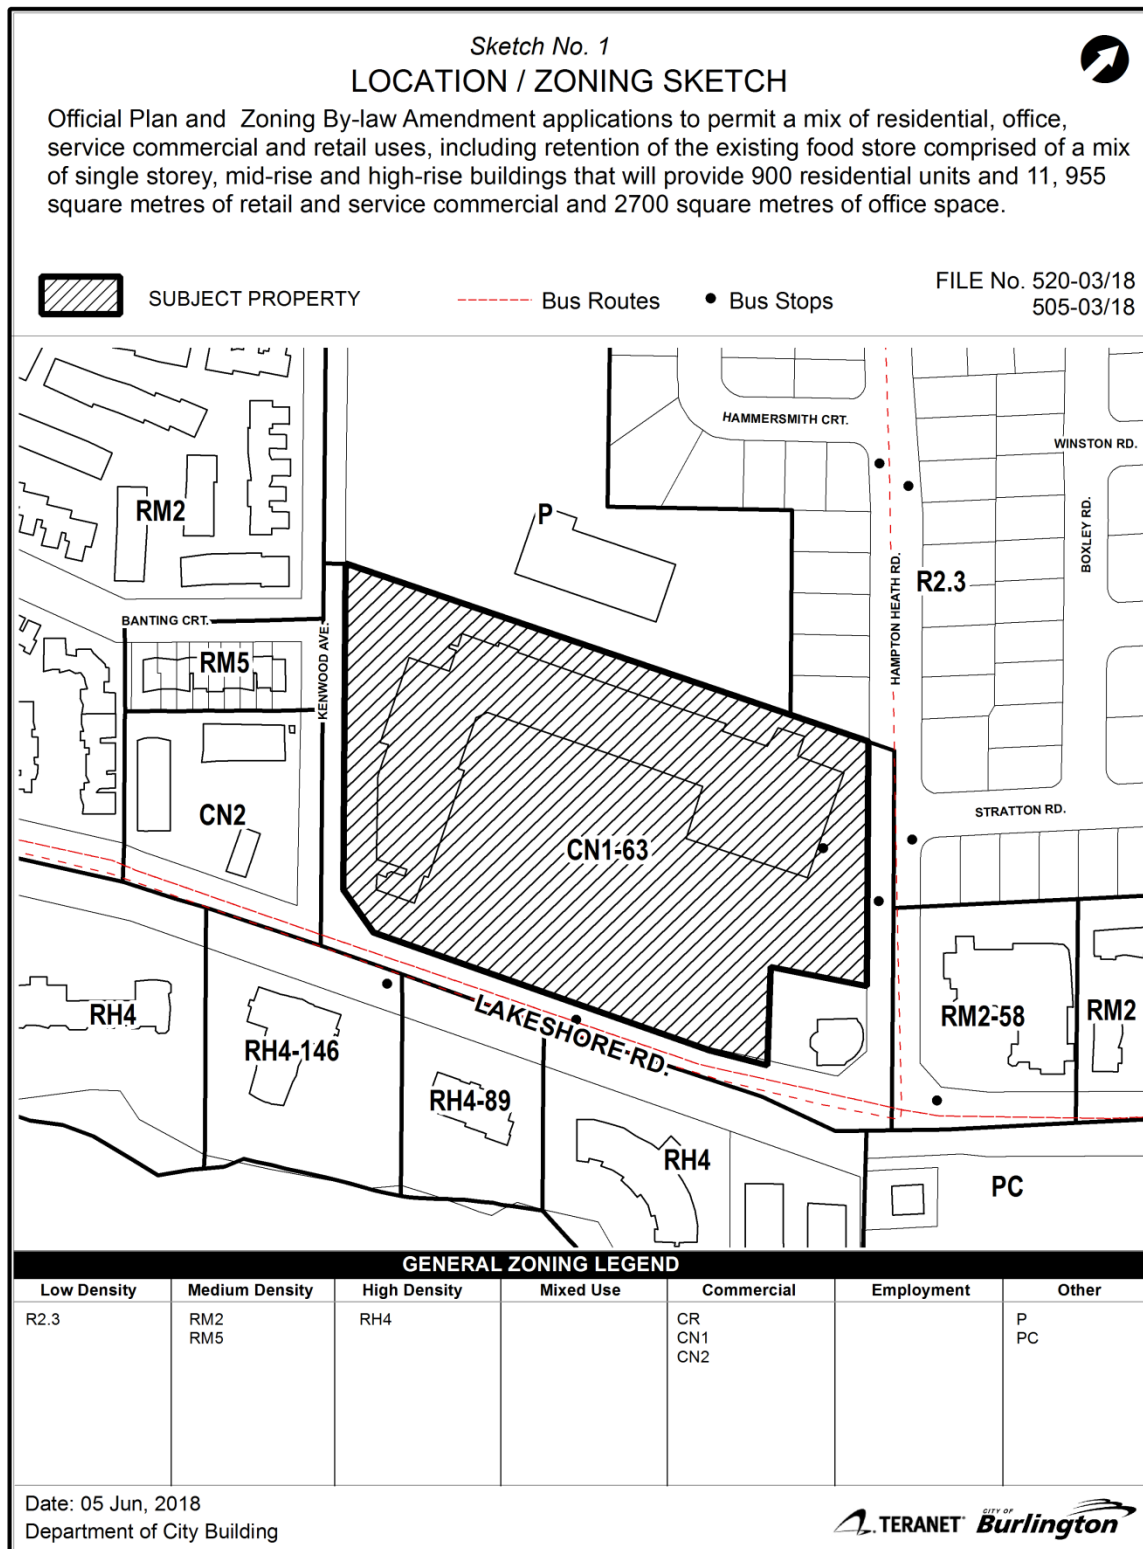 Sketch No. 1
LOCATION / ZONING SKETCH
Official Plan and Zoning By-law Amendment applications to permit a mix of residential, office,
service commercial and retail uses, including retention of the existing food store comprised of a mix
of single storey, mid-rise and high-rise buildings that will provide 900 residential units and 11, 955
square metres of retail and service commercial and 2700 square metres of office space.
SUBJECT PROPERTY
Bus Routes
Bus Stops
FILE No. 520-03/18
505-03/18
HAMMERSMITH CRT.
WINSTON RD.
RM2
P
BOXLEY RD.
HAMPTON HEATH RD.
R2.3
BANTING CRT.
KENWOOD AVE.
RM5
CN2
STRATTON RD.
CN1-63
LAKESHORE RD.
RH4
RH4-146
RM2-58
RM2
RH4-89
RH4
PC
GENERAL ZONING LEGEND
Low Density Medium Density High Density Mixed Use Commercial Employment Other
R2.3 RM2 RH4 CR P
RM5 CN1 PC
CN2
Date: 05 Jun, 2018
Department of City Building
TERANET
CITY OF
Burlington